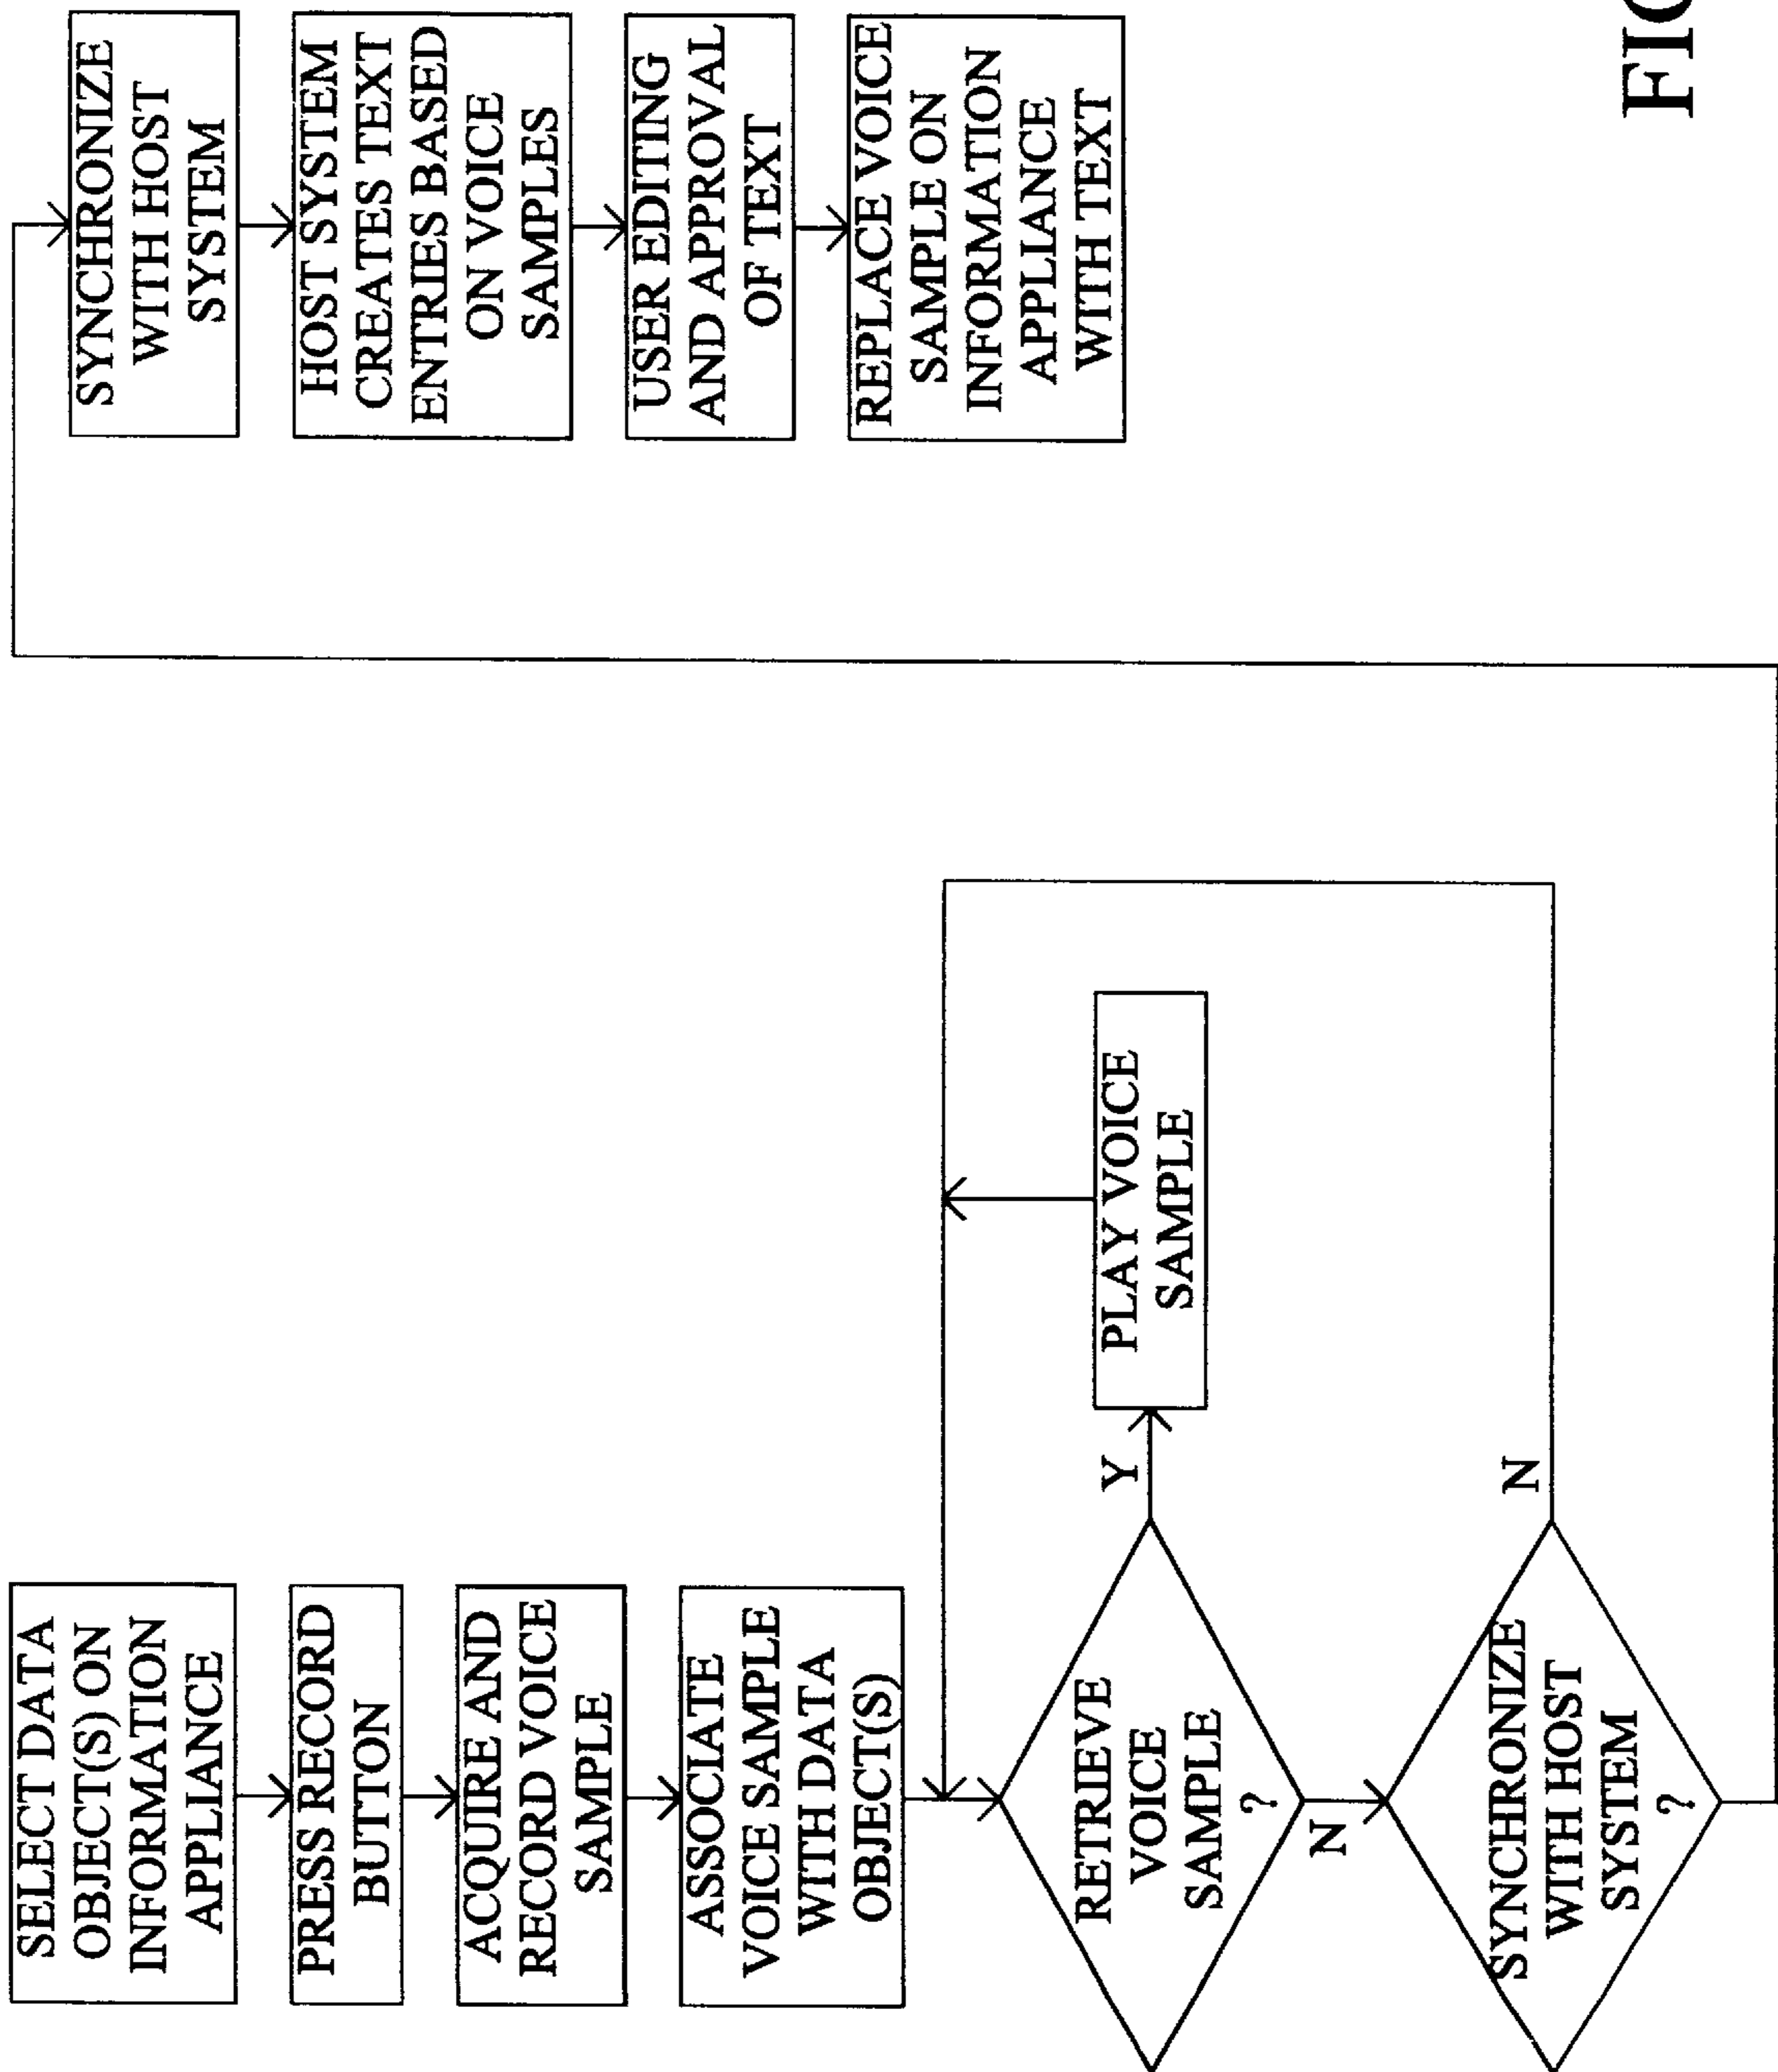 SELECT DATA
OBJECT(S) ON
INFORMATION
APPLIANCE
PRESS RECORD
BUTTON
ACQUIRE AND
RECORD VOICE
SAMPLE
ASSOCIATE
VOICE SAMPLE
WITH DATA
OBJECT(S)
RETRIEVE
VOICE
SAMPLE
?
Y
N
PLAY VOICE
SAMPLE
SYNCHRONIZE
WITH HOST
SYSTEM
?
N
SYNCHRONIZE
WITH HOST
SYSTEM
HOST SYSTEM
CREATES TEXT
ENTRIES BASED
ON VOICE
SAMPLES
USER EDITING
AND APPROVAL
OF TEXT
REPLACE VOICE
SAMPLE ON
INFORMATION
APPLIANCE
WITH TEXT
FIG